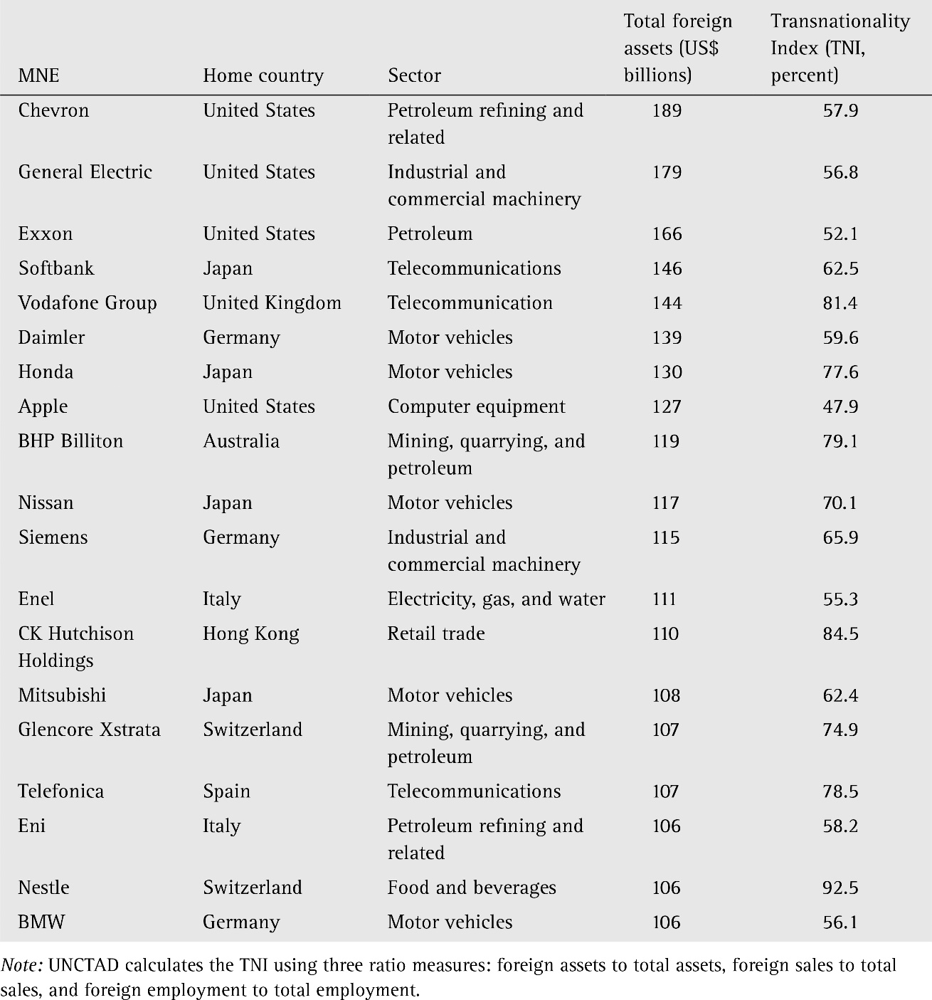 MNE Home country Sector Total foreign assets (US$ billions) Transnationality Index (TNI, percent)
Chevron United States Petroleum refining and related 189 57.9
General Electric United States Industrial and commercial machinery 179 56.8
Exxon United States Petroleum 166 52.1
Softbank Japan Telecommunications 146 62.5
Vodafone Group United Kingdom Telecommunication 144 81.4
Daimler Germany Motor vehicles 139 59.6
Honda Japan Motor vehicles 130 77.6
Apple United States Computer equipment 127 47.9
BHP Billiton Australia Mining, quarrying, and petroleum 119 79.1
Nissan Japan Motor vehicles 117 70.1
Siemens Germany Industrial and commercial machinery 115 65.9
Enel Italy Electricity, gas, and water 111 55.3
CK Hutchison Holdings Hong Kong Retail trade 110 84.5
Mitsubishi Japan Motor vehicles 108 62.4
Glencore Xstrata Switzerland Mining, quarrying, and petroleum 107 74.9
Telefonica Spain Telecommunications 107 78.5
Eni Italy Petroleum refining and related 106 58.2
Nestle Switzerland Food and beverages 106 92.5
BMW Germany Motor vehicles 106 56.1
Note: UNCTAD calculates the TNI using three ratio measures: foreign assets to total assets, foreign sales to total
sales, and foreign employment to total employment.